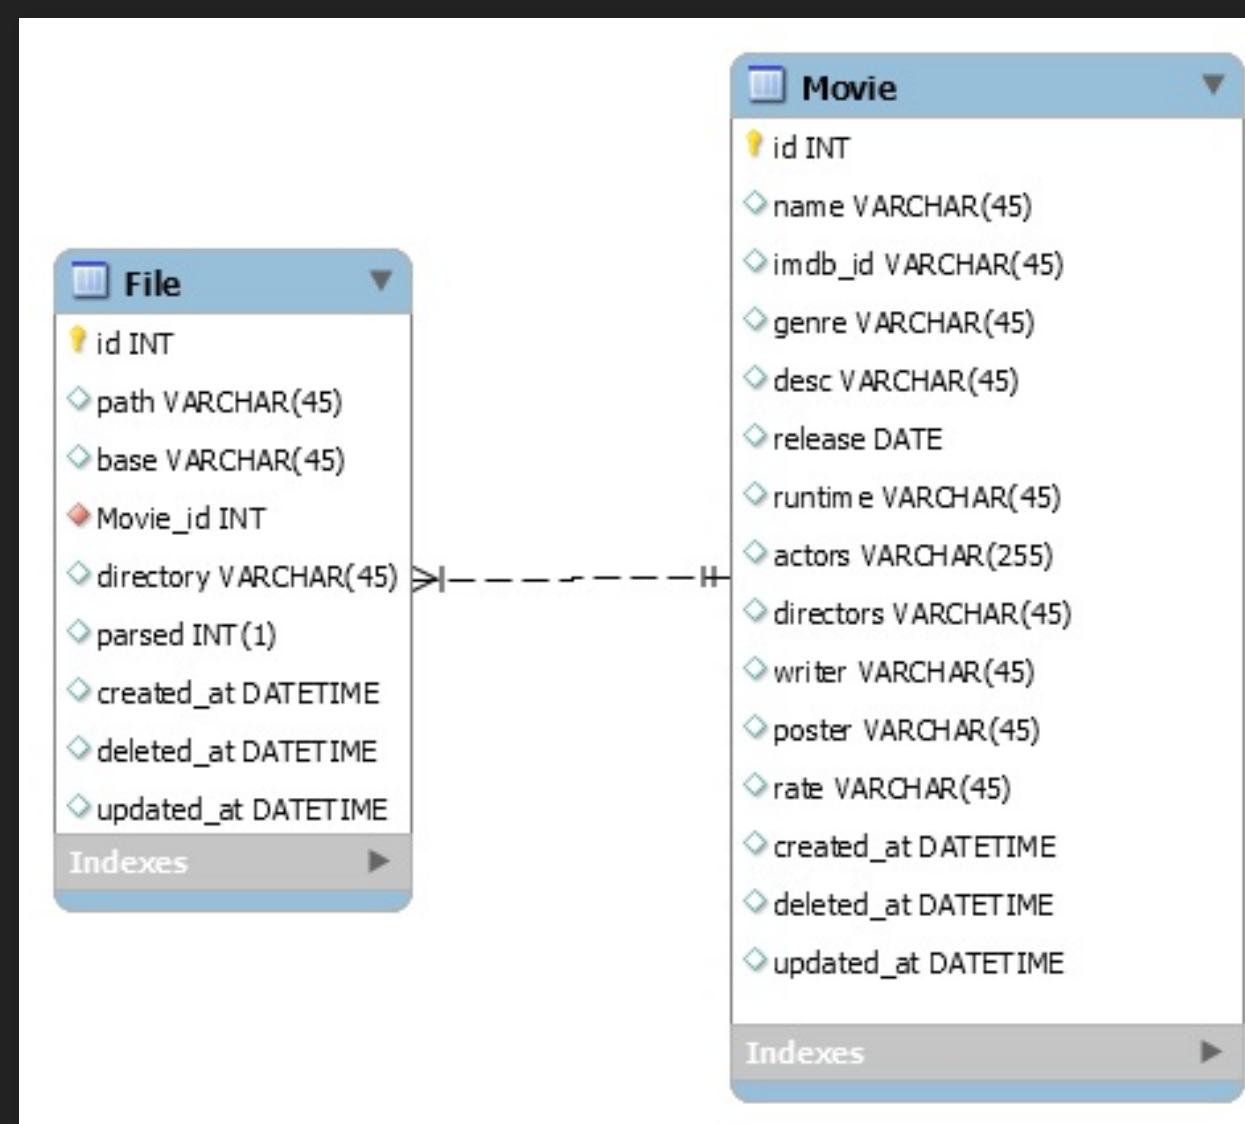 File
id INT
path VARCHAR(45)
base VARCHAR(45)
Movie_id INT
directory VARCHAR(45)
parsed INT(1)
created_at DATETIME
deleted_at DATETIME
updated_at DATETIME
Indexes
Movie
id INT
name VARCHAR(45)
imdb_id VARCHAR(45)
genre VARCHAR(45)
desc VARCHAR(45)
release DATE
runtime VARCHAR(45)
actors VARCHAR(255)
directors VARCHAR(45)
writer VARCHAR(45)
poster VARCHAR(45)
rate VARCHAR(45)
created_at DATETIME
deleted_at DATETIME
updated_at DATETIME
Indexes